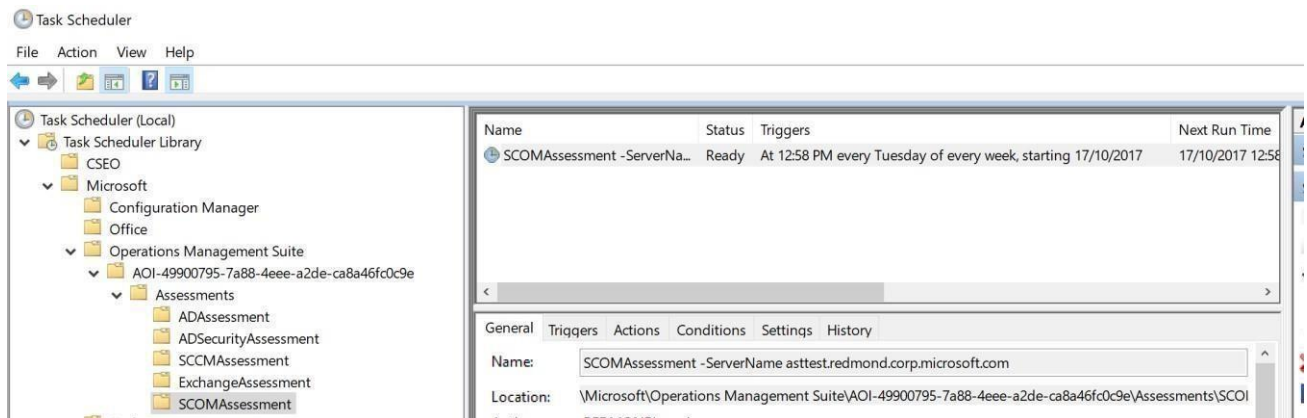 Task Scheduler
File Action View Help
Task Scheduler (Local)
Task Scheduler Library
CSEO
Microsoft
Configuration Manager
Office
Operations Management Suite
AOI-49900795-7a88-4eee-a2de-ca8a46fc0c9e
Assessments
ADAssessment
ADSecurityAssessment
SCCMAssessment
ExchangeAssessment
SCOMAssessment
Name Status Triggers Next Run Time
SCOMAssessment -ServerNa... Ready At 12:58 PM every Tuesday of every week, starting 17/10/2017 17/10/2017 12:58
General Triggers Actions Conditions Settings History
Name: SCOMAssessment -ServerName asttest.redmond.corp.microsoft.com
Location: \Microsoft\Operations Management Suite\AOI-49900795-7a88-4eee-a2de-ca8a46fc0c9e\Assessments\SCOI